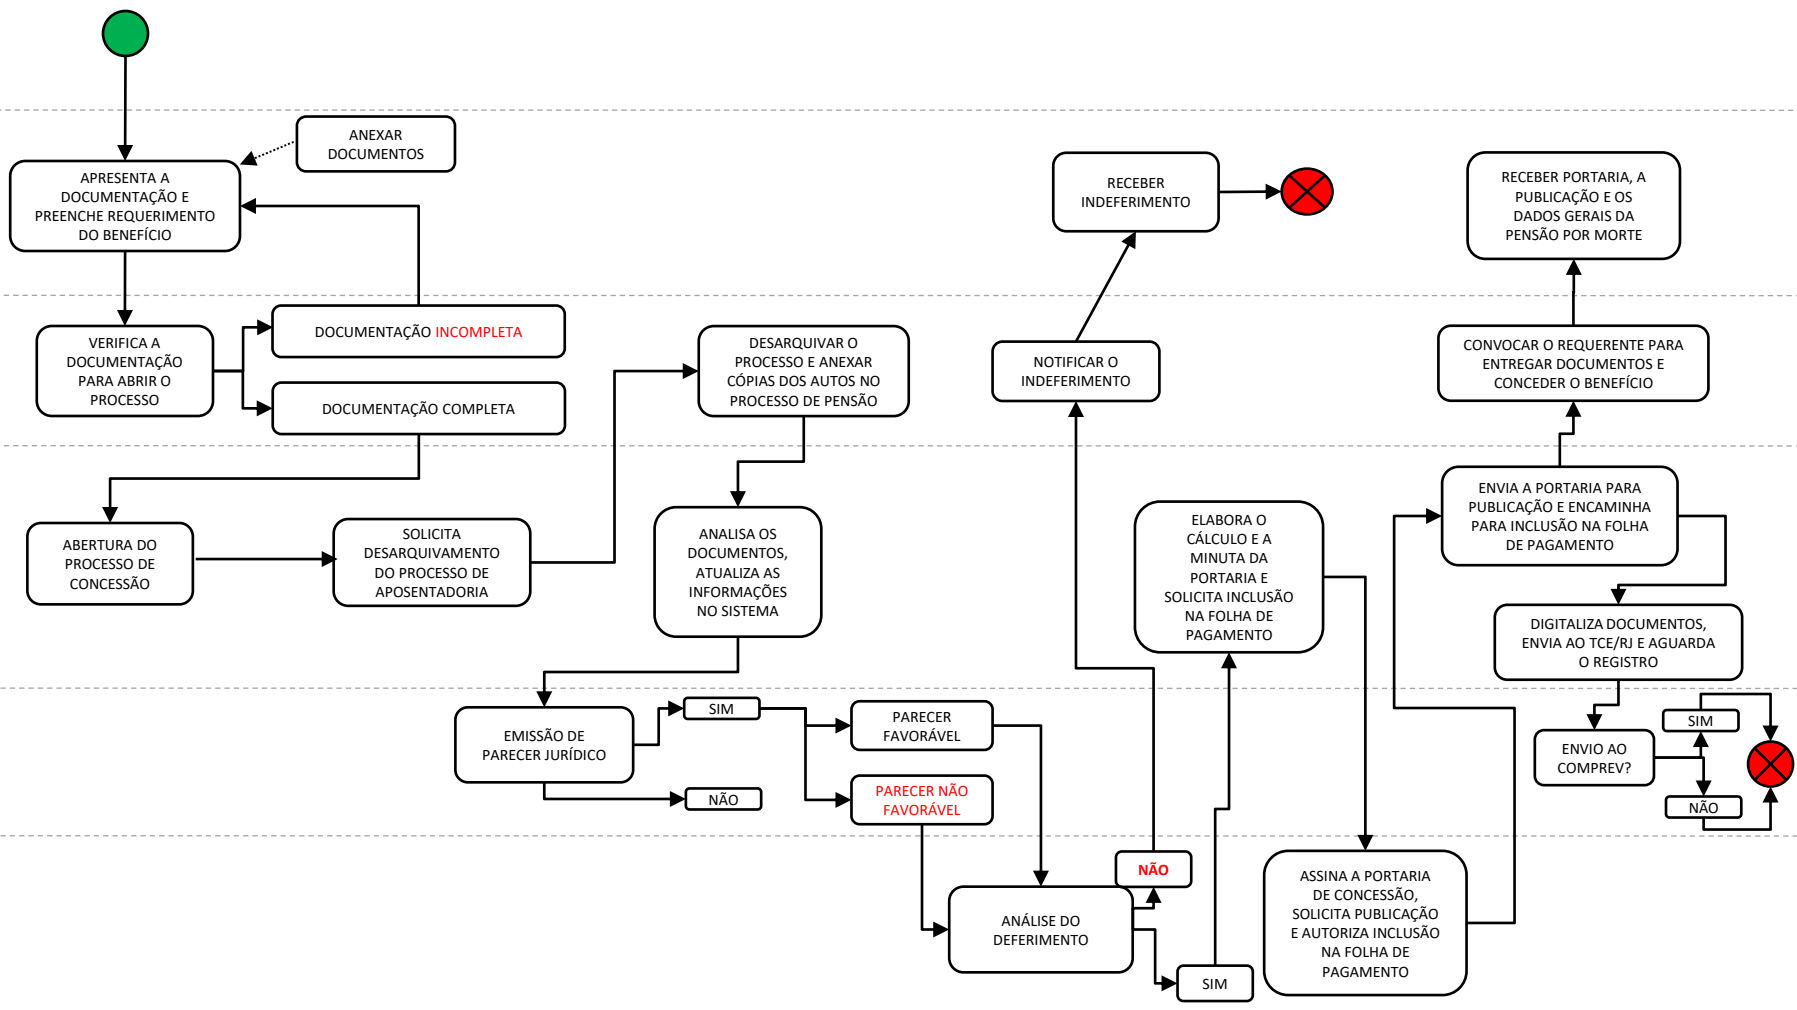 ANEXAR
DOCUMENTOS
APRESENTA A
DOCUMENTAÇÃO E
PREENCHE REQUERIMENTO
DO BENEFÍCIO
RECEBER
INDEFERIMENTO
RECEBER PORTARIA, A
PUBLICAÇÃO E OS
DADOS GERAIS DA
PENSÃO POR MORTE
VERIFICA A
DOCUMENTAÇÃO
PARA ABRIR O
PROCESSO
DOCUMENTAÇÃO INCOMPLETA
DOCUMENTAÇÃO COMPLETA
DESARQUIVAR O
PROCESSO E ANEXAR
CÓPIAS DOS AUTOS NO
PROCESSO DE PENSÃO
NOTIFICAR O
INDEFERIMENTO
CONVOCAR O REQUERENTE PARA
ENTREGAR DOCUMENTOS E
CONCEDER O BENEFÍCIO
ABERTURA DO
PROCESSO DE
CONCESSÃO
SOLICITA
DESARQUIVAMENTO
DO PROCESSO DE
APOSENTADORIA
ANALISA OS
DOCUMENTOS,
ATUALIZA AS
INFORMAÇÕES
NO SISTEMA
ELABORA O
CÁLCULO E A
MINUTA DA
PORTARIA E
SOLICITA INCLUSÃO
NA FOLHA DE
PAGAMENTO
ENVIA A PORTARIA PARA
PUBLICAÇÃO E ENCAMINHA
PARA INCLUSÃO NA FOLHA
DE PAGAMENTO
DIGITALIZA DOCUMENTOS,
ENVIA AO TCE/RJ E AGUARDA
O REGISTRO
EMISSÃO DE
PARECER JURÍDICO
SIM
NÃO
PARECER
FAVORÁVEL
PARECER NÃO
FAVORÁVEL
ENVIO AO
COMPREV?
SIM
NÃO
ANÁLISE DO
DEFERIMENTO
NÃO
SIM
ASSINA A PORTARIA
DE CONCESSÃO,
SOLICITA PUBLICAÇÃO
E AUTORIZA INCLUSÃO
NA FOLHA DE
PAGAMENTO